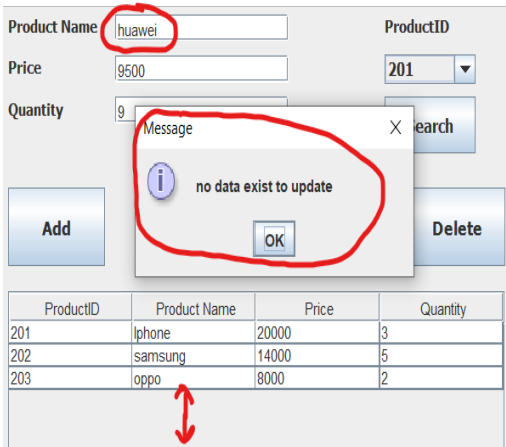 Product Name huawei ProductID
Price 9500 201
Quantity 9 earch
Message X
i no data exist to update
OK
Add Delete
ProductID Product Name Price Quantity
201 Iphone 20000 3
202 samsung 14000 5
203 oppo 8000 2